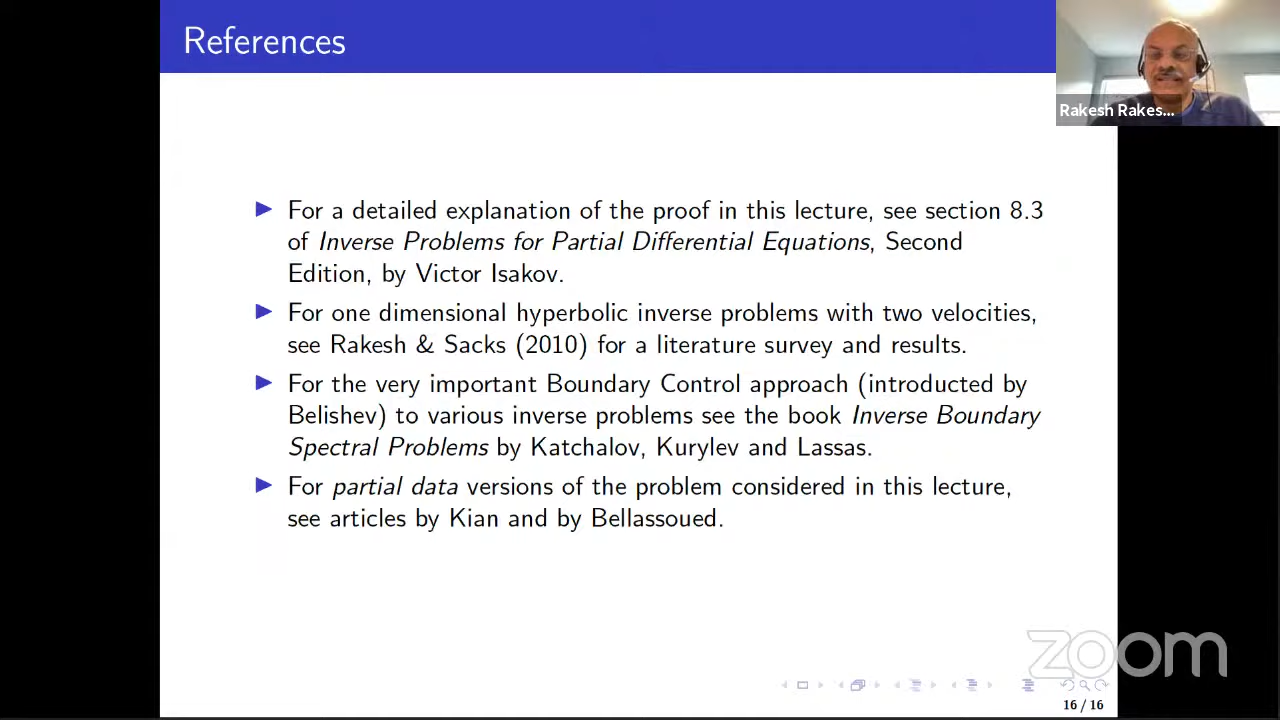 References
Rakesh Rakes...
► For a detailed explanation of the proof in this lecture, see section 8.3
of Inverse Problems for Partial Differential Equations, Second
Edition, by Victor Isakov.
► For one dimensional hyperbolic inverse problems with two velocities,
see Rakesh & Sacks (2010) for a literature survey and results.
► For the very important Boundary Control approach (introducted by
Belishev) to various inverse problems see the book Inverse Boundary
Spectral Problems by Katchalov, Kurylev and Lassas.
► For partial data versions of the problem considered in this lecture,
see articles by Kian and by Bellassoued.
zoom
16 / 16